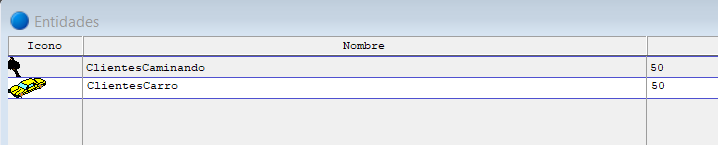 Entidades
Icono Nombre
ClientesCaminando 50
ClientesCarro 50